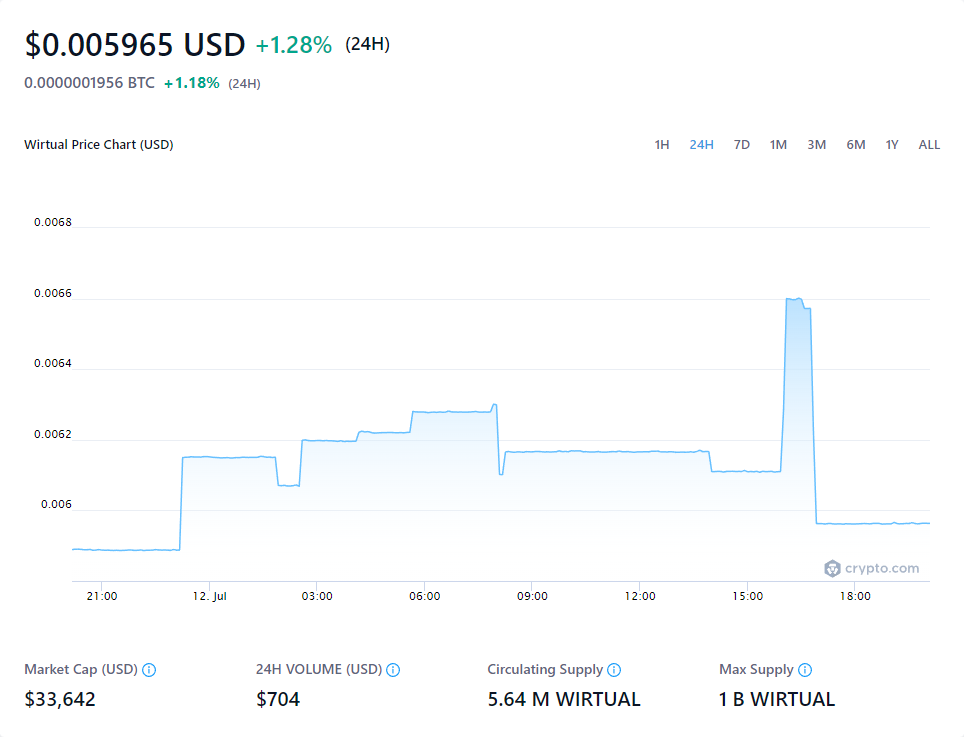 $0.005965 USD +1.28% (24H)
0.0000001956 BTC +1.18% (24H)
Wirtual Price Chart (USD) 1H 24H 7D 1M 3M 6M 1Y ALL
0.0068
0.0066
0.0064
0.0062
0.006
crypto.com
21:00 12. Jul 03:00 06:00 09:00 12:00 15:00 18:00
Market Cap (USD) 24H VOLUME (USD) Circulating Supply Max Supply
$33,642 $704 5.64 M WIRTUAL 1 B WIRTUAL